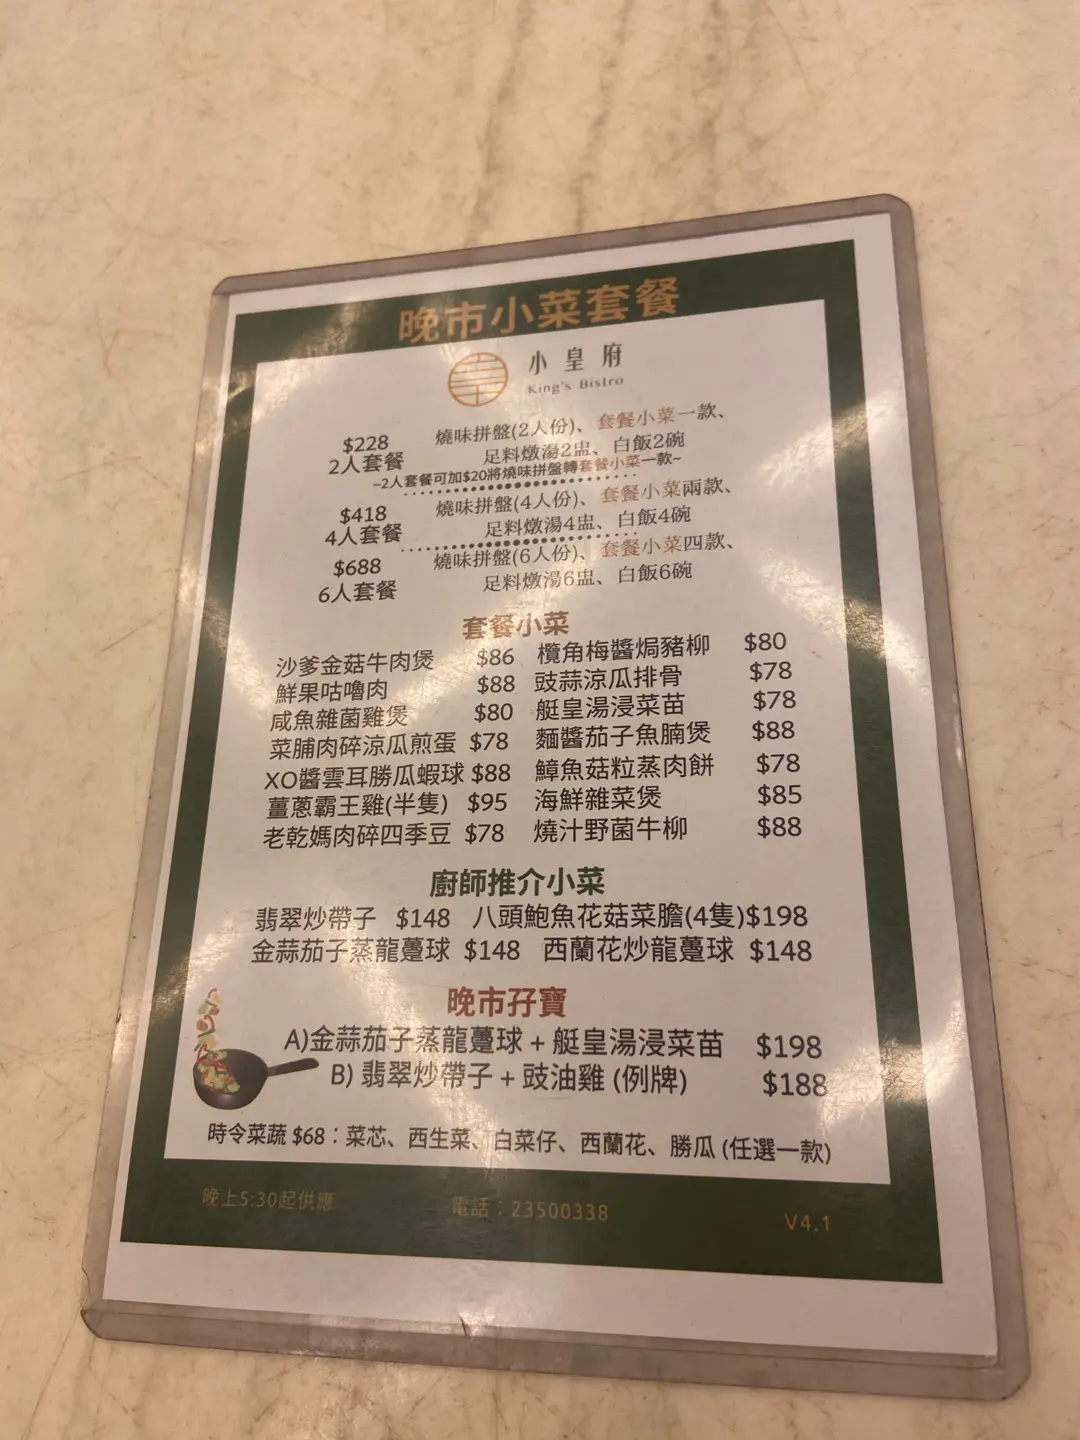 晚市小菜套餐
小皇府
King's Bistro
$228 燒味拼盤(2人份)、套餐小菜一款、
2人套餐 足料燉湯2盅、白飯2碗
~2人套餐可加$20將燒味拼盤轉套餐小菜一款~
$418 燒味拼盤(4人份)、套餐小菜兩款、
4人套餐 足料燉湯4盅、白飯4碗
$688 燒味拼盤(6人份)、套餐小菜四款、
6人套餐 足料燉湯6盅、白飯6碗
套餐小菜
沙爹金菇牛肉煲 $86 欖角梅醬焗豬柳 $80
鮮果咕嚕肉 $88 豉蒜涼瓜排骨 $78
咸魚雜菌雞煲 $80 艇皇湯浸菜苗 $78
菜脯肉碎涼瓜煎蛋 $78 麵醬茄子魚腩煲 $88
XO醬雲耳勝瓜蝦球 $88 鱆魚菇粒蒸肉餅 $78
薑蔥霸王雞(半隻) $95 海鮮雜菜煲 $85
老乾媽肉碎四季豆 $78 燒汁野菌牛柳 $88
廚師推介小菜
翡翠炒帶子 $148 八頭鮑魚花菇菜膽(4隻)$198
金蒜茄子蒸龍躉球 $148 西蘭花炒龍躉球 $148
晚市孖寶
A)金蒜茄子蒸龍躉球 + 艇皇湯浸菜苗 $198
B) 翡翠炒帶子 + 豉油雞 (例牌) $188
時令菜蔬 $68：菜芯、西生菜、白菜仔、西蘭花、勝瓜 (任選一款)
晚上5:30起供應 電話：23500338 V4.1